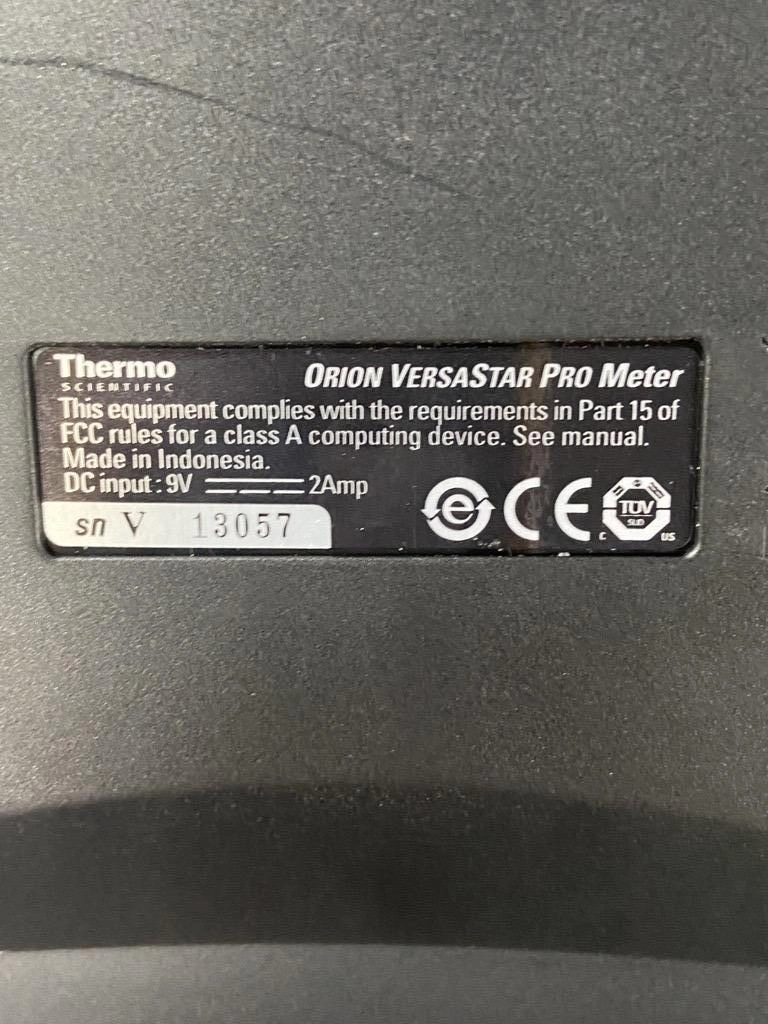 Thermo
SCIENTIFIC
ORION VERSASTAR PRO Meter
This equipment complies with the requirements in Part 15 of
FCC rules for a class A computing device. See manual.
Made in Indonesia.
DC input : 9V 2Amp
sn V 13057
e CE
TÜV
SÜD
C US